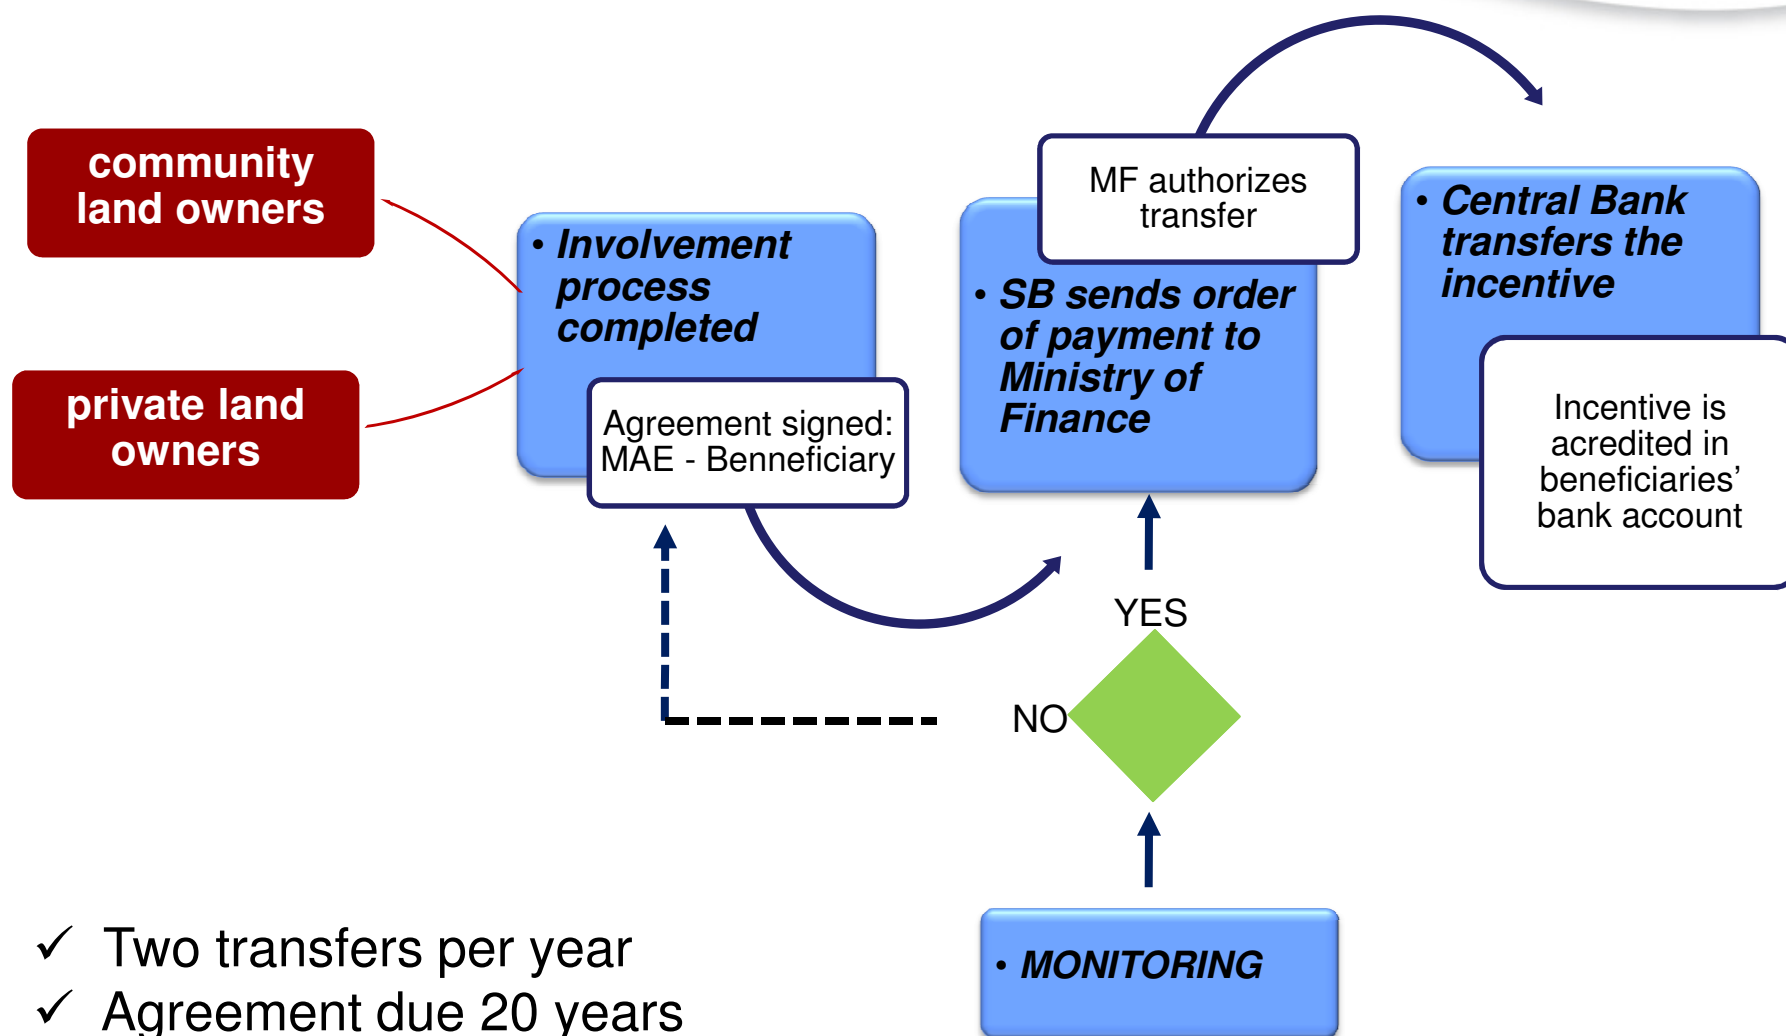 community
land owners
private land
owners
• Involvement
process
completed
Agreement signed:
MAE - Benneficiary
MF authorizes
transfer
• SB sends order
of payment to
Ministry of
Finance
• Central Bank
transfers the
incentive
Incentive is
acredited in
beneficiaries’
bank account
YES
NO
• MONITORING
✓ Two transfers per year
✓ Agreement due 20 years